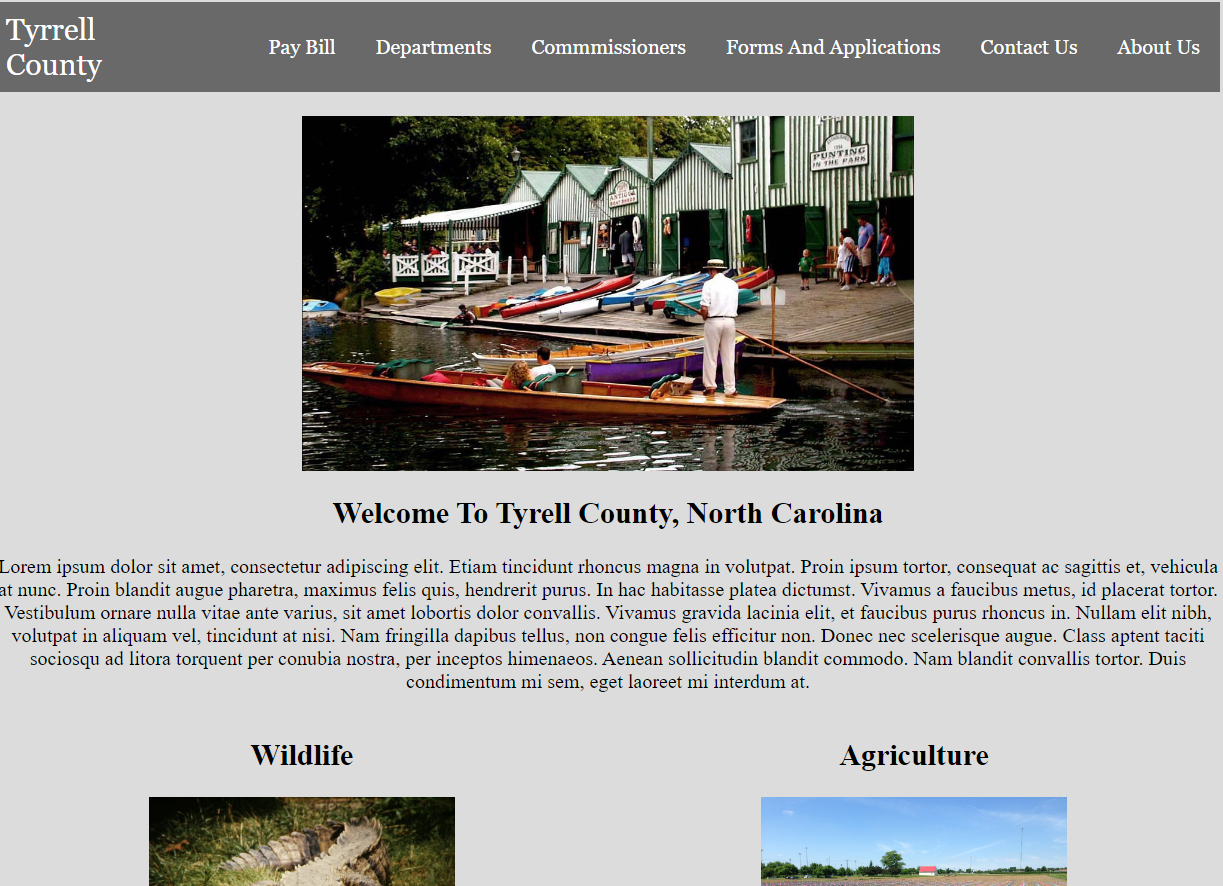 Tyrrell
County
Pay Bill Departments Commmissioners Forms And Applications Contact Us About Us
PUNTING
IN THE PARK
ANTIGUA
BOAT SHEDS
Welcome To Tyrell County, North Carolina
Lorem ipsum dolor sit amet, consectetur adipiscing elit. Etiam tincidunt rhoncus magna in volutpat. Proin ipsum tortor, consequat ac sagittis et, vehicula
at nunc. Proin blandit augue pharetra, maximus felis quis, hendrerit purus. In hac habitasse platea dictumst. Vivamus a faucibus metus, id placerat tortor.
Vestibulum ornare nulla vitae ante varius, sit amet lobortis dolor convallis. Vivamus gravida lacinia elit, et faucibus purus rhoncus in. Nullam elit nibh,
volutpat in aliquam vel, tincidunt at nisi. Nam fringilla dapibus tellus, non congue felis efficitur non. Donec nec scelerisque augue. Class aptent taciti
sociosqu ad litora torquent per conubia nostra, per inceptos himenaeos. Aenean sollicitudin blandit commodo. Nam blandit convallis tortor. Duis
condimentum mi sem, eget laoreet mi interdum at.
Wildlife Agriculture